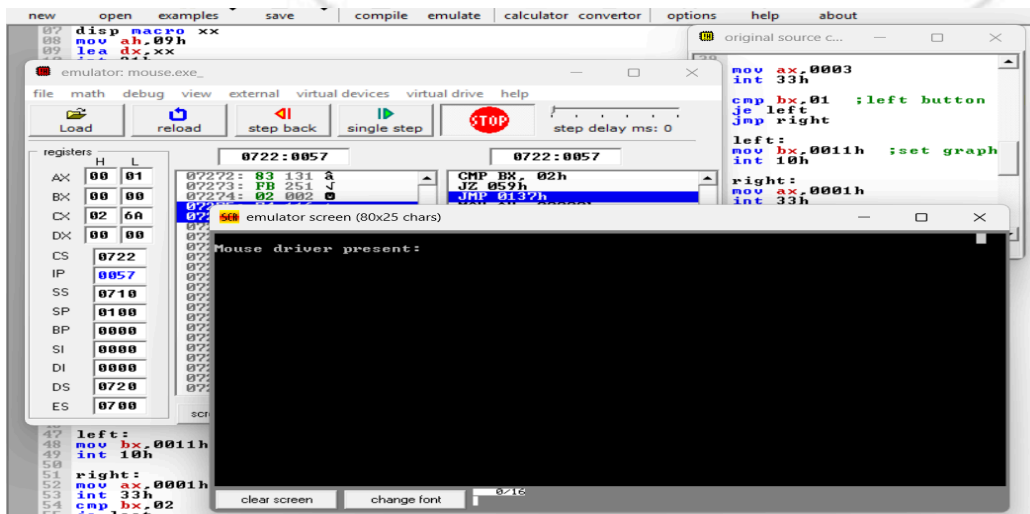 new open examples save compile emulate calculator convertor options help about
07 disp macro xx
08 mov ah,09h
09 lea dx,xx
original source c...
mov ax,0003
int 33h
cmp bx,01 ;left button
je left
jmp right
left:
mov bx,0011h ;set graph
int 10h
right:
mov ax,0001h
int 33h
emulator: mouse.exe_
file math debug view external virtual devices virtual drive help
Load reload step back single step STOP step delay ms: 0
registers H L
0722:0057 0722:0057
AX 00 01
BX 00 00
CX 02 6A
DX 00 00
CS 0722
IP 0057
SS 0710
SP 0100
BP 0000
SI 0000
DI 0000
DS 0720
ES 0700
07272: 83 131 â
07273: FB 251 √
07274: 02 002
CMP BX, 02h
JZ 059h
JMP 0137h
emulator screen (80x25 chars)
Mouse driver present:
clear screen change font 0/16
47 left:
48 mov bx,0011h
49 int 10h
50
51 right:
52 mov ax,0001h
53 int 33h
54 cmp bx,02